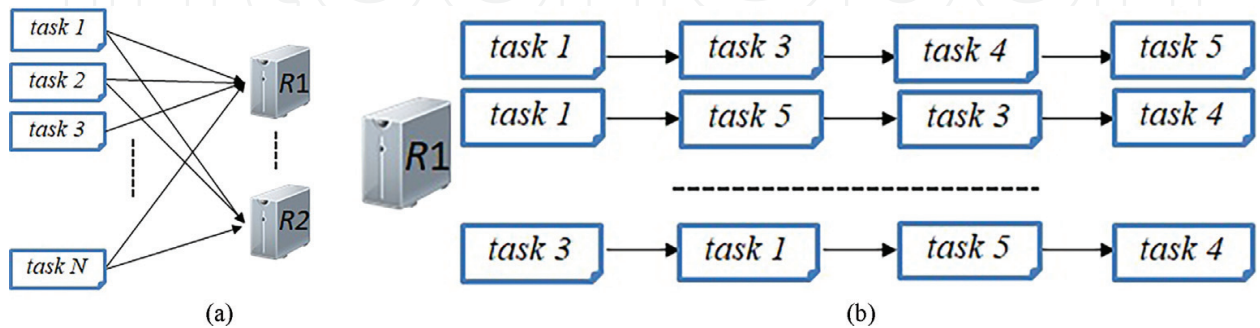 task 1
task 2
task 3
task N
R1
R2
(a)
R1
task 1 task 3 task 4 task 5
task 1 task 5 task 3 task 4
task 3 task 1 task 5 task 4
(b)